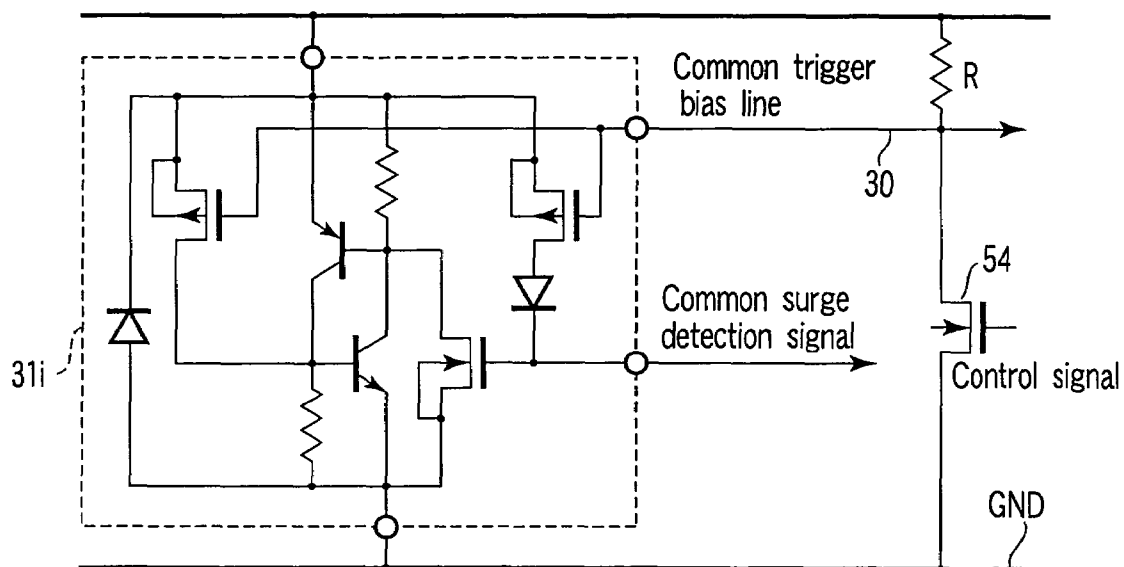 Common trigger
bias line
R
30
54
Common surge
detection signal
31i
Control signal
GND